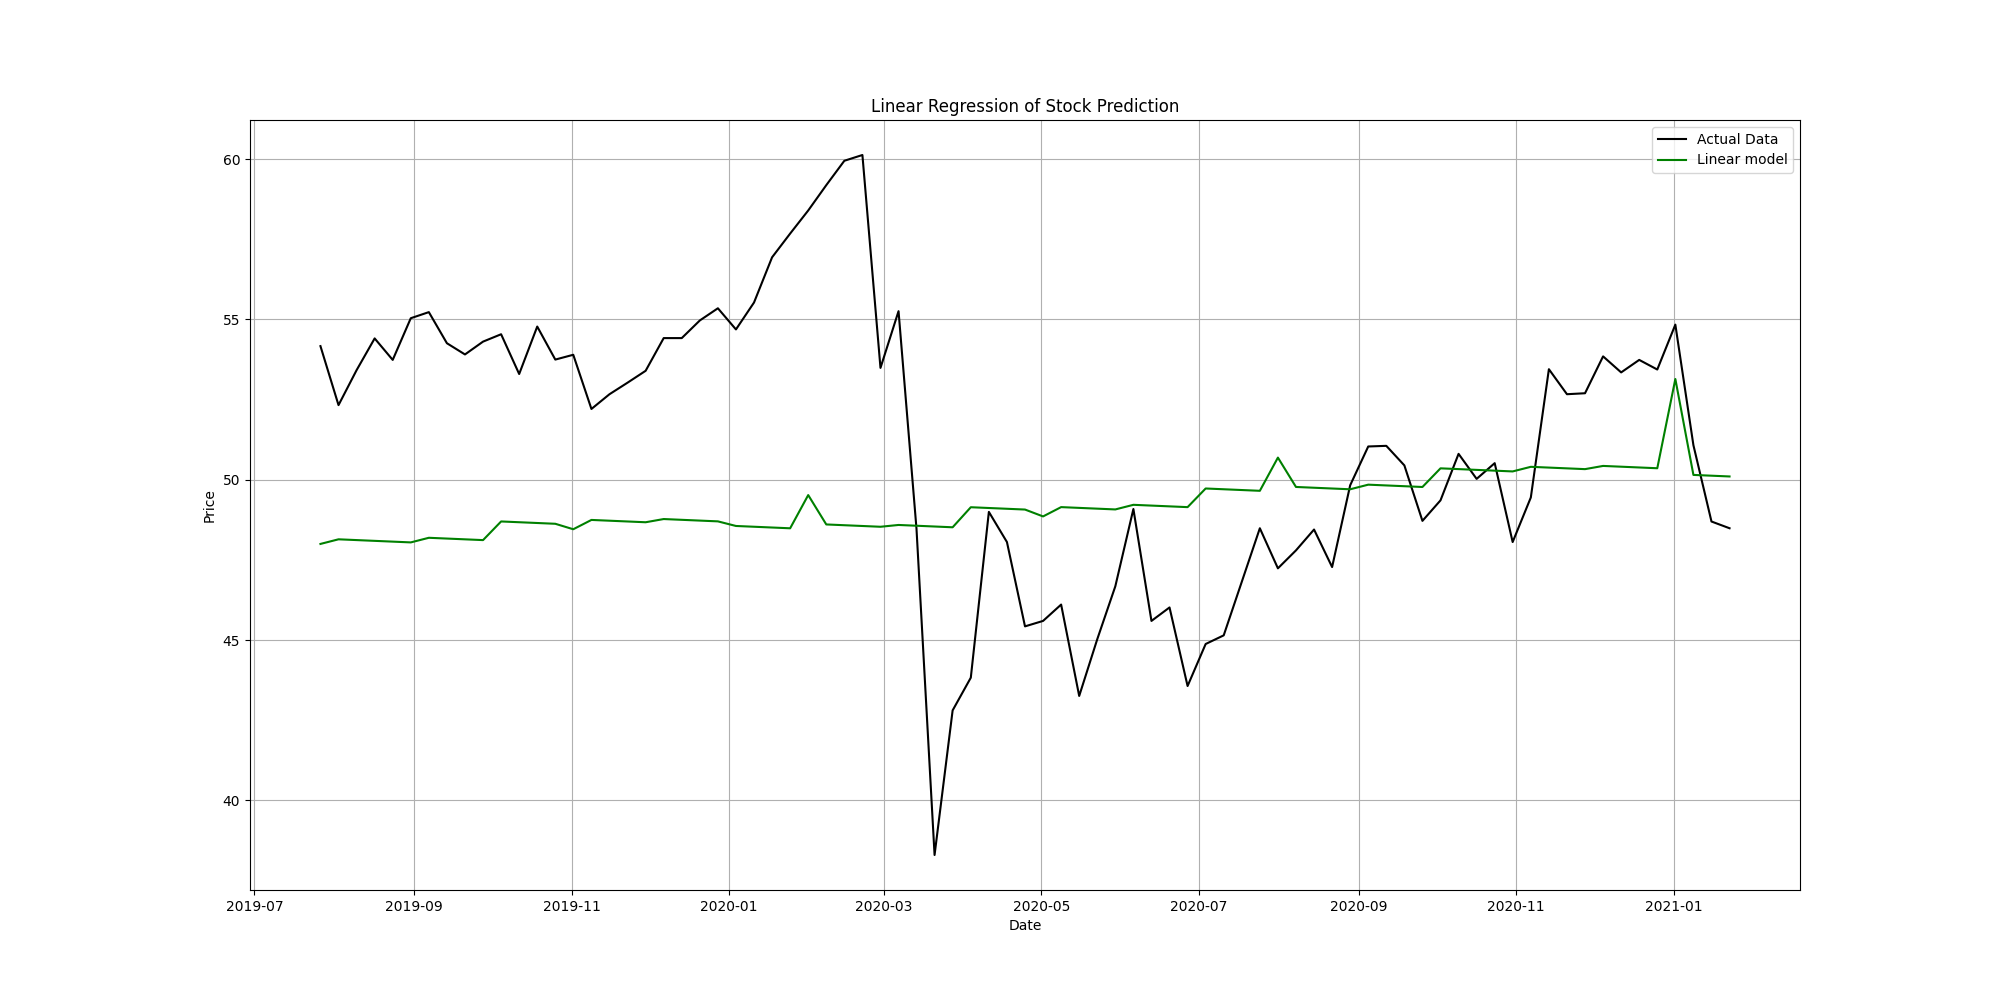 Linear Regression of Stock Prediction
Actual Data
Linear model
60
55
50
45
40
Price
2019-07 2019-09 2019-11 2020-01 2020-03 2020-05 2020-07 2020-09 2020-11 2021-01
Date